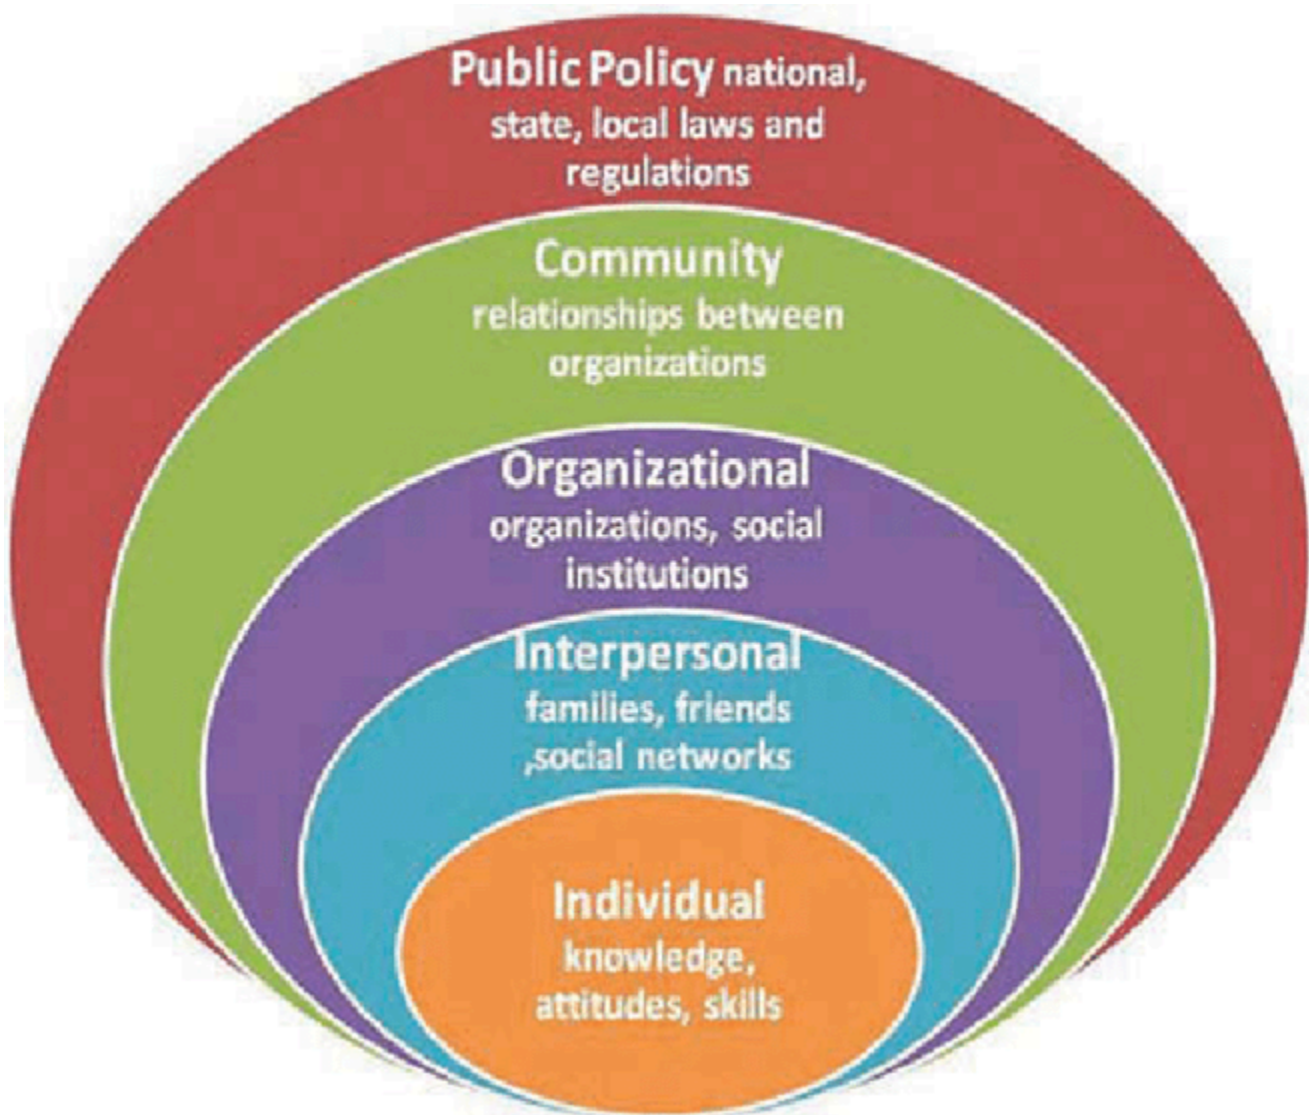 Public Policy national,
state, local laws and
regulations
Community
relationships between
organizations
Organizational
organizations, social
institutions
Interpersonal
families, friends
,social networks
Individual
knowledge,
attitudes, skills